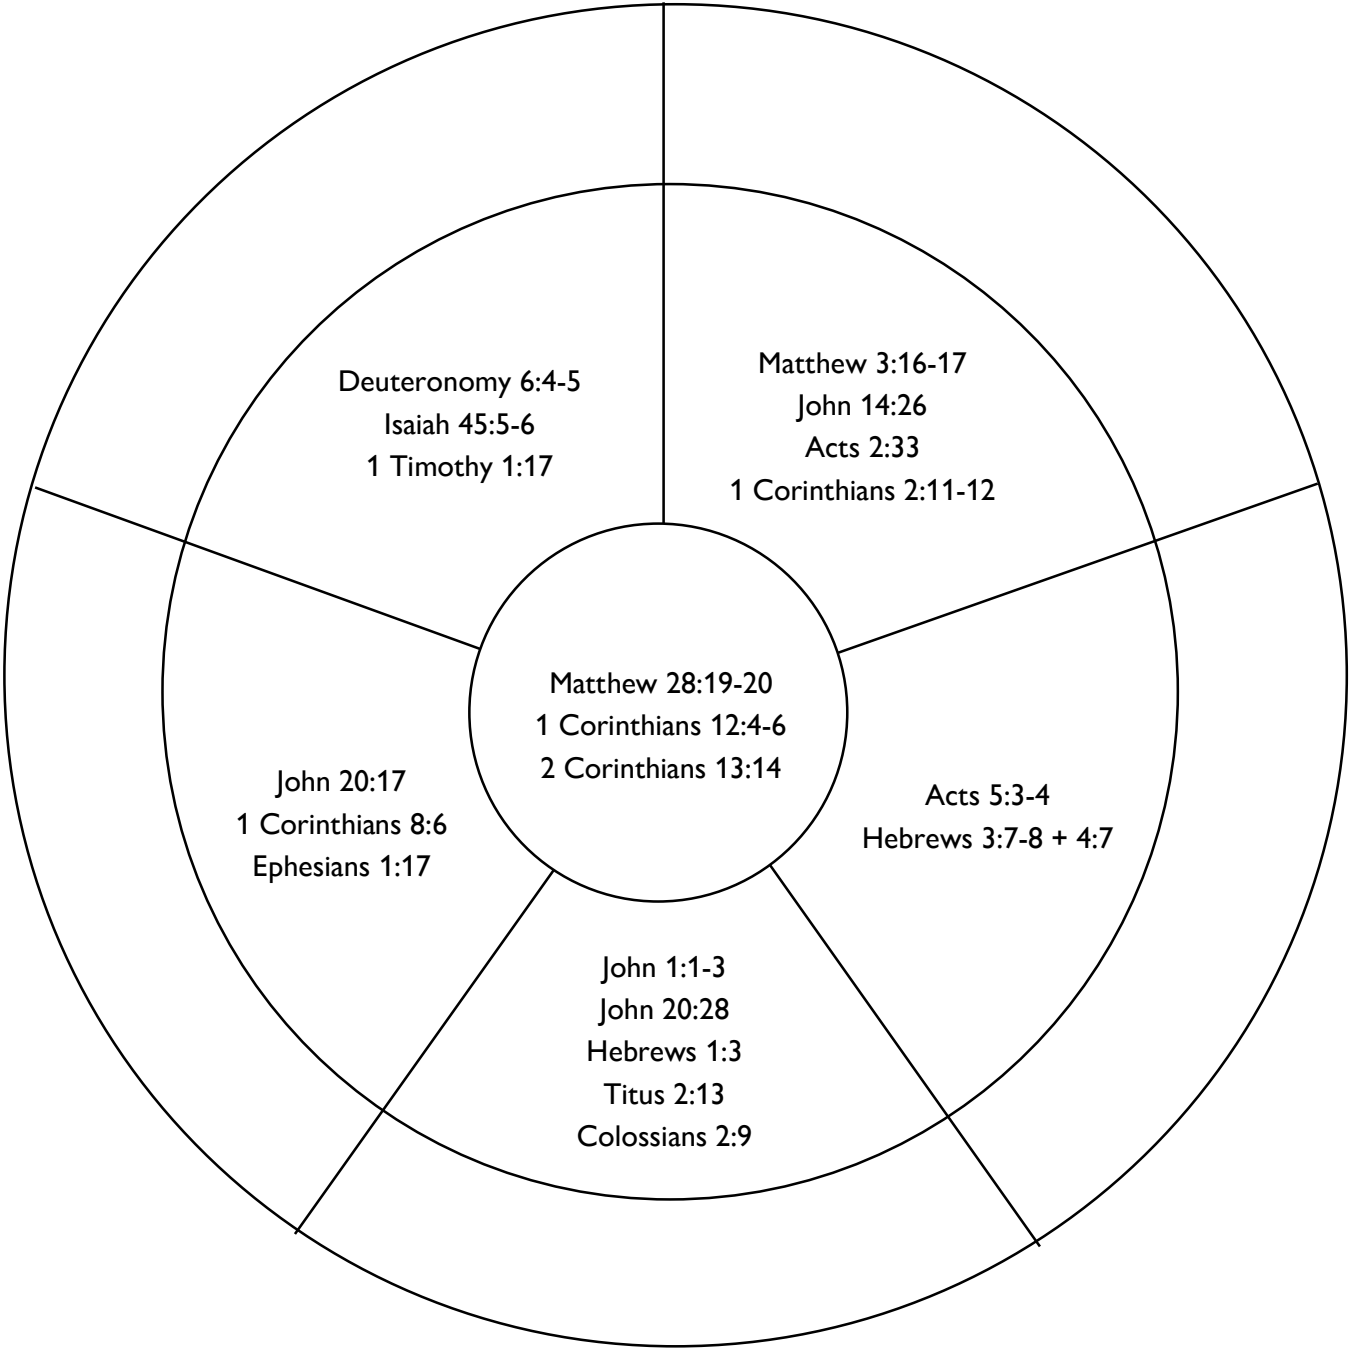 Deuteronomy 6:4-5
Isaiah 45:5-6
1 Timothy 1:17
Matthew 3:16-17
John 14:26
Acts 2:33
1 Corinthians 2:11-12
Matthew 28:19-20
1 Corinthians 12:4-6
2 Corinthians 13:14
John 20:17
1 Corinthians 8:6
Ephesians 1:17
Acts 5:3-4
Hebrews 3:7-8 + 4:7
John 1:1-3
John 20:28
Hebrews 1:3
Titus 2:13
Colossians 2:9